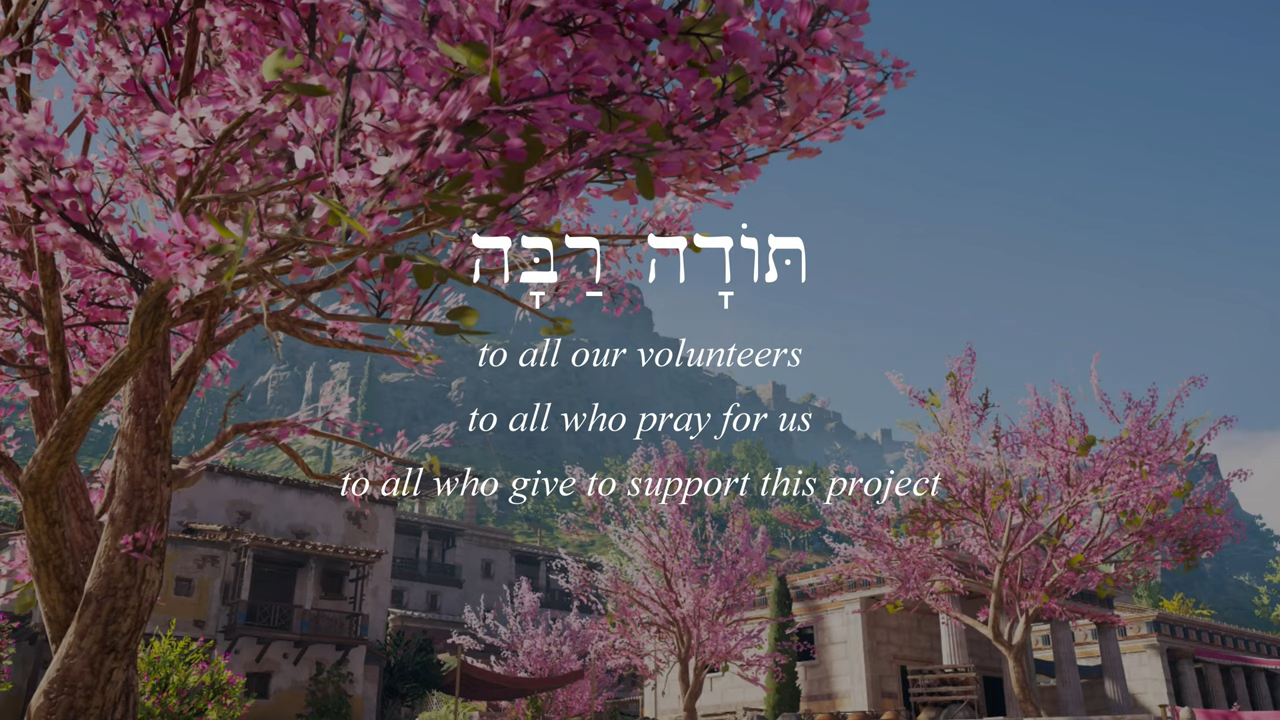 תּוֹדָה רַבָּה
to all our volunteers
to all who pray for us
to all who give to support this project